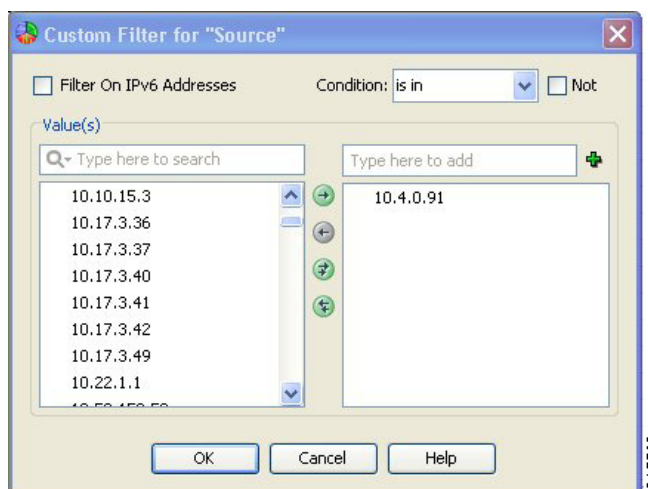 Custom Filter for "Source"
Filter On IPv6 Addresses
Condition: is in
Not
Value(s)
Type here to search
Type here to add
10.10.15.3
10.17.3.36
10.17.3.37
10.17.3.40
10.17.3.41
10.17.3.42
10.17.3.49
10.22.1.1
10.4.0.91
OK
Cancel
Help